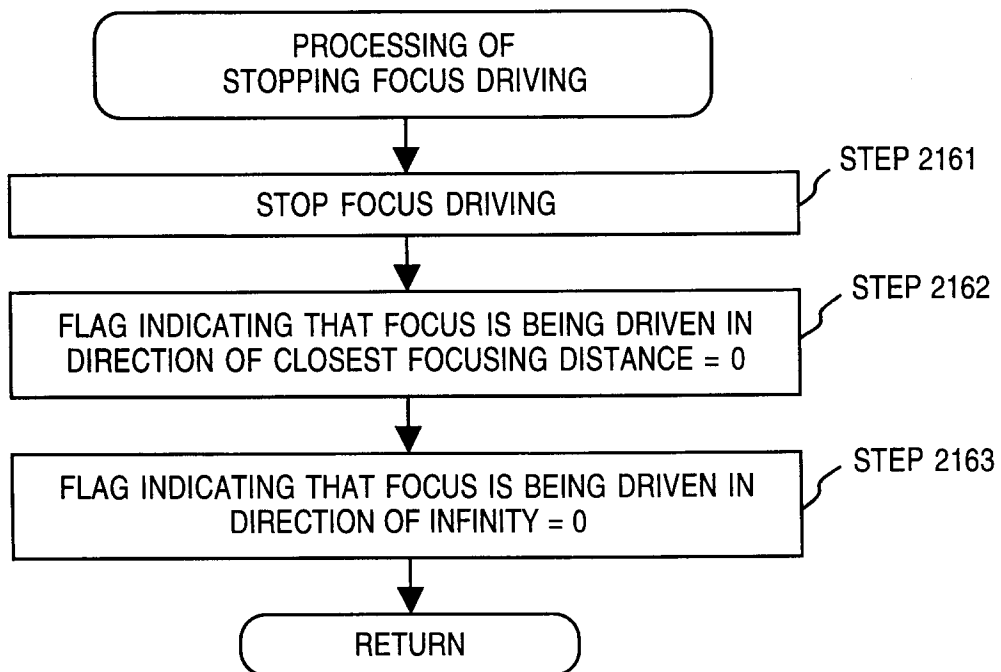 PROCESSING OF
STOPPING FOCUS DRIVING
STEP 2161
STOP FOCUS DRIVING
STEP 2162
FLAG INDICATING THAT FOCUS IS BEING DRIVEN IN
DIRECTION OF CLOSEST FOCUSING DISTANCE = 0
STEP 2163
FLAG INDICATING THAT FOCUS IS BEING DRIVEN IN
DIRECTION OF INFINITY = 0
RETURN